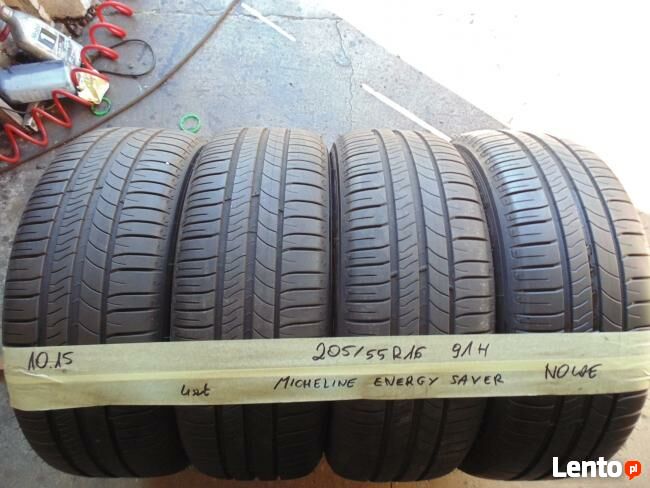 10.15 205/55R16 91H
4szt MICHELINE ENERGY SAVER NOWE
Lento.pl